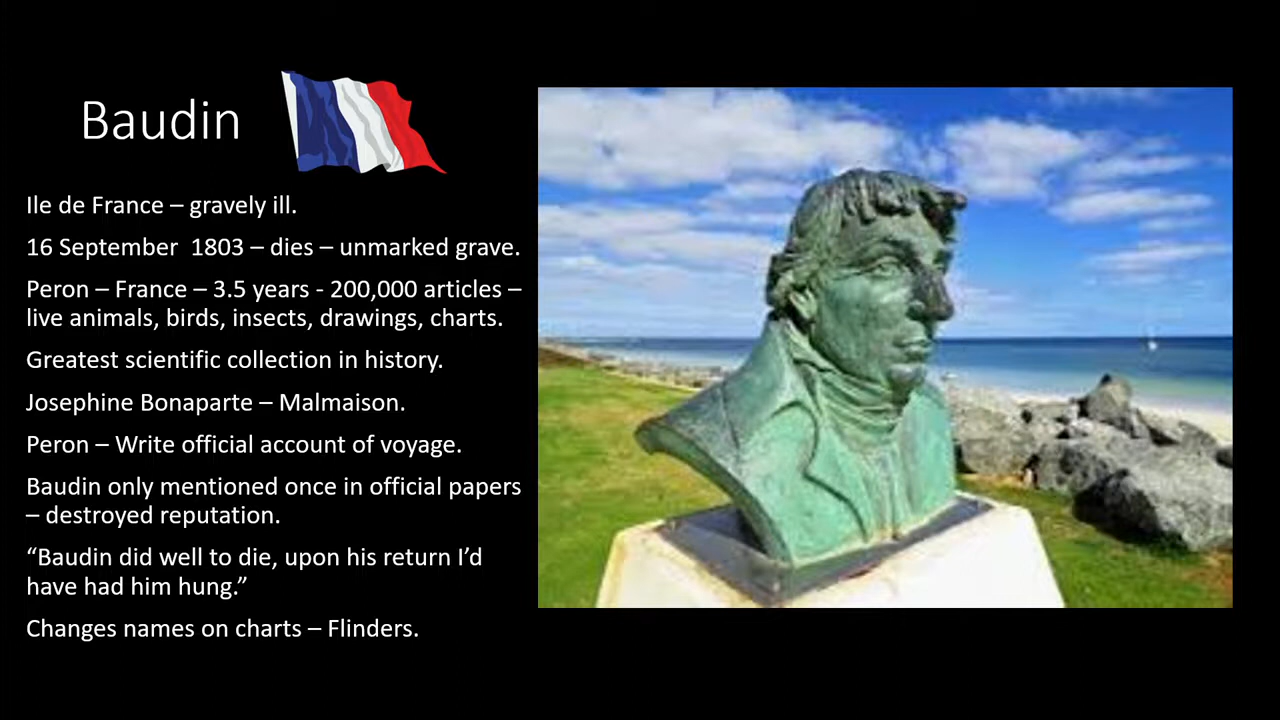 Baudin
Ile de France – gravely ill.
16 September  1803 – dies – unmarked grave.
Peron – France – 3.5 years - 200,000 articles –
live animals, birds, insects, drawings, charts.
Greatest scientific collection in history.
Josephine Bonaparte – Malmaison.
Peron – Write official account of voyage.
Baudin only mentioned once in official papers
– destroyed reputation.
“Baudin did well to die, upon his return I’d
have had him hung.”
Changes names on charts – Flinders.